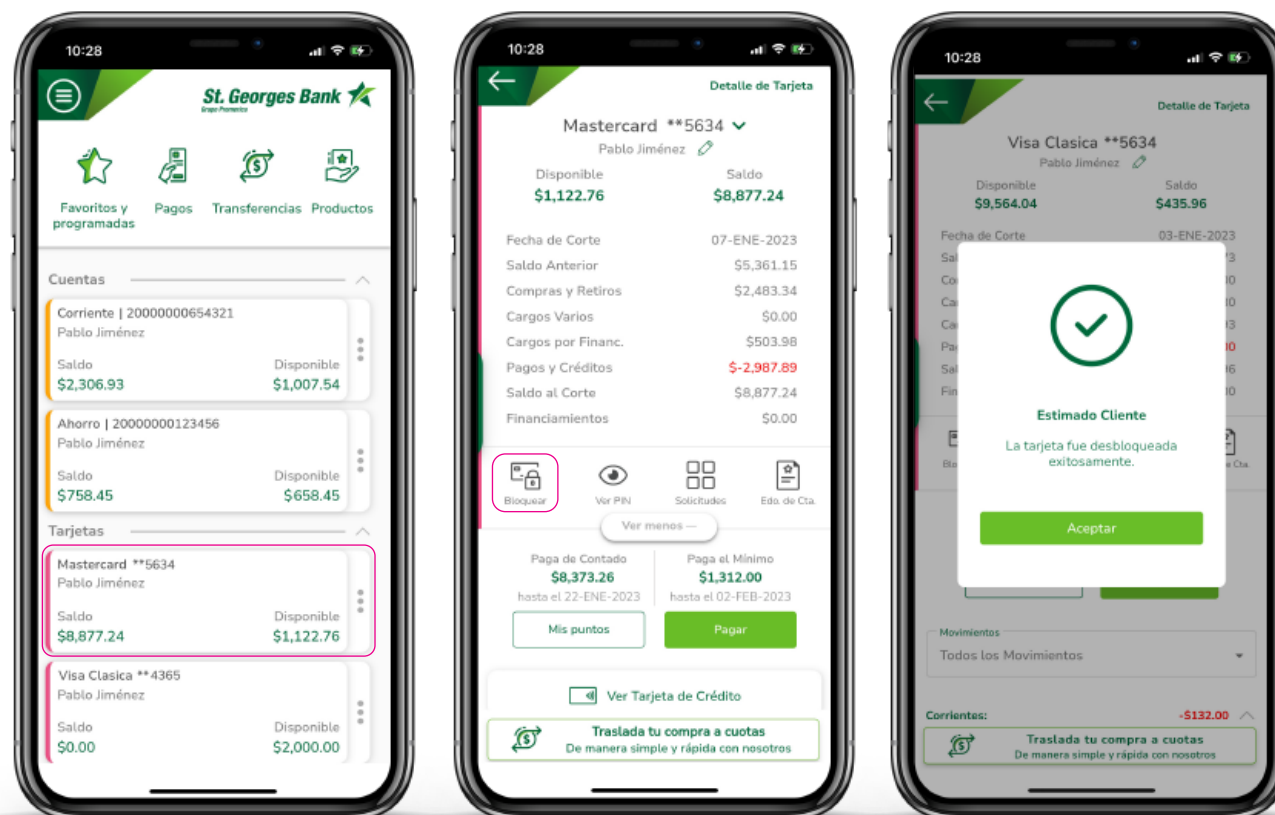 10:28
St. Georges Bank
Grupo Promerica
Favoritos y
programadas
Pagos
Transferencias
Productos
Cuentas
Corriente | 20000000654321
Pablo Jiménez
Saldo
Disponible
$2,306.93
$1,007.54
Ahorro | 20000000123456
Pablo Jiménez
Saldo
Disponible
$758.45
$658.45
Tarjetas
Mastercard **5634
Pablo Jiménez
Saldo
Disponible
$8,877.24
$1,122.76
Visa Clasica **4365
Pablo Jiménez
Saldo
Disponible
$0.00
$2,000.00
10:28
Detalle de Tarjeta
Mastercard **5634
Pablo Jiménez
Disponible
Saldo
$1,122.76
$8,877.24
Fecha de Corte 07-ENE-2023
Saldo Anterior $5,361.15
Compras y Retiros $2,483.34
Cargos Varios $0.00
Cargos por Financ. $503.98
Pagos y Créditos $-2,987.89
Saldo al Corte $8,877.24
Financiamientos $0.00
Bloquear
Ver PIN
Solicitudes
Edo. de Cta.
Ver menos —
Paga de Contado
$8,373.26
hasta el 22-ENE-2023
Paga el Mínimo
$1,312.00
hasta el 02-FEB-2023
Mis puntos
Pagar
Ver Tarjeta de Crédito
Traslada tu compra a cuotas
De manera simple y rápida con nosotros
10:28
Detalle de Tarjeta
Visa Clasica **5634
Pablo Jiménez
Disponible
Saldo
$9,564.04
$435.96
Fecha de Corte 03-ENE-2023
Estimado Cliente
La tarjeta fue desbloqueada
exitosamente.
Aceptar
Movimientos
Todos los Movimientos
Corrientes: -$132.00
Traslada tu compra a cuotas
De manera simple y rápida con nosotros